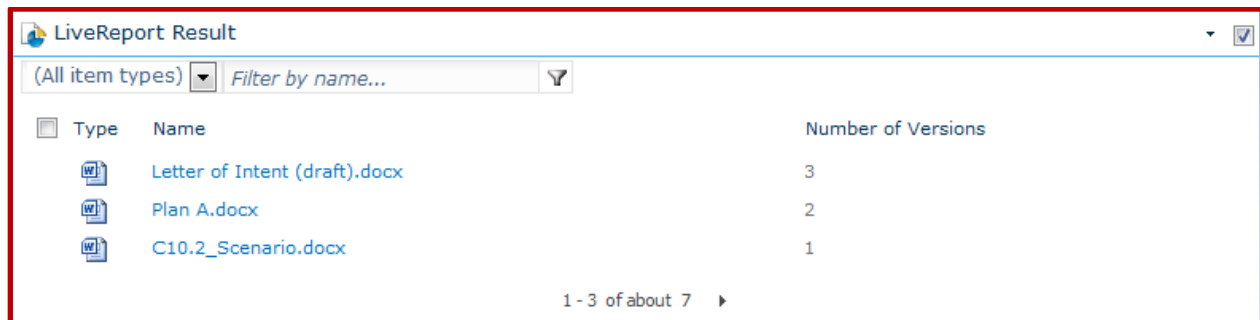 LiveReport Result
(All item types) Filter by name...
Type Name Number of Versions
Letter of Intent (draft).docx 3
Plan A.docx 2
C10.2_Scenario.docx 1
1 - 3 of about 7